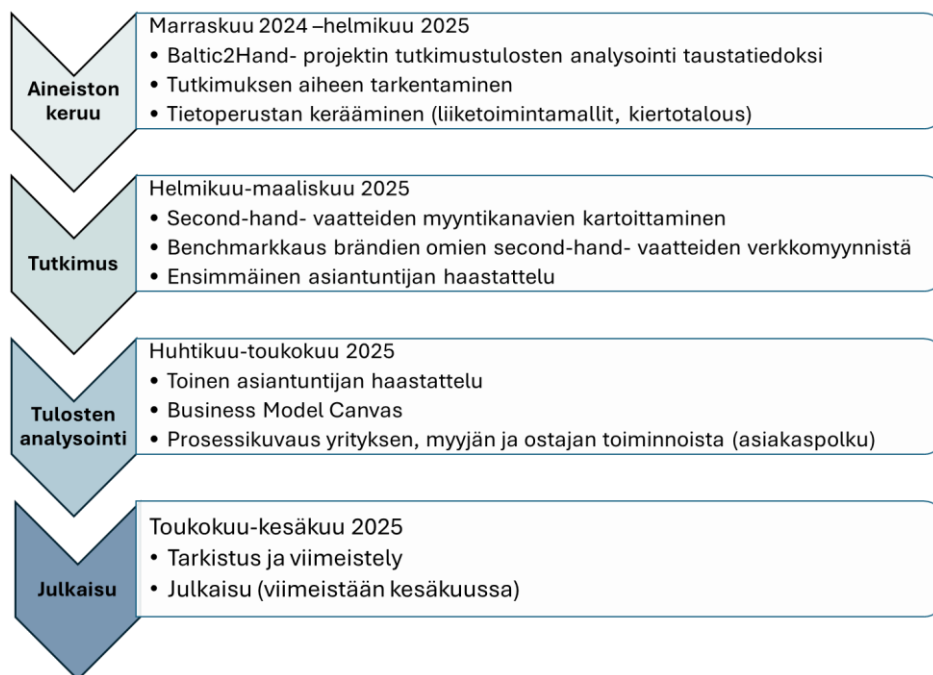 Aineiston
keruu
Marraskuu 2024 –helmikuu 2025
• Baltic2Hand- projektin tutkimustulosten analysointi taustatiedoksi
• Tutkimuksen aiheen tarkentaminen
• Tietoperustan kerääminen (liiketoimintamallit, kiertotalous)
Tutkimus
Helmikuu-maaliskuu 2025
• Second-hand- vaatteiden myyntikanavien kartoittaminen
• Benchmarkkaus brändien omien second-hand- vaatteiden verkkomyynnistä
• Ensimmäinen asiantuntijan haastattelu
Tulosten
analysointi
Huhtikuu-toukokuu 2025
• Toinen asiantuntijan haastattelu
• Business Model Canvas
• Prosessikuvaus yrityksen, myyjän ja ostajan toiminnoista (asiakaspolku)
Julkaisu
Toukokuu-kesäkuu 2025
• Tarkistus ja viimeistely
• Julkaisu (viimeistään kesäkuussa)